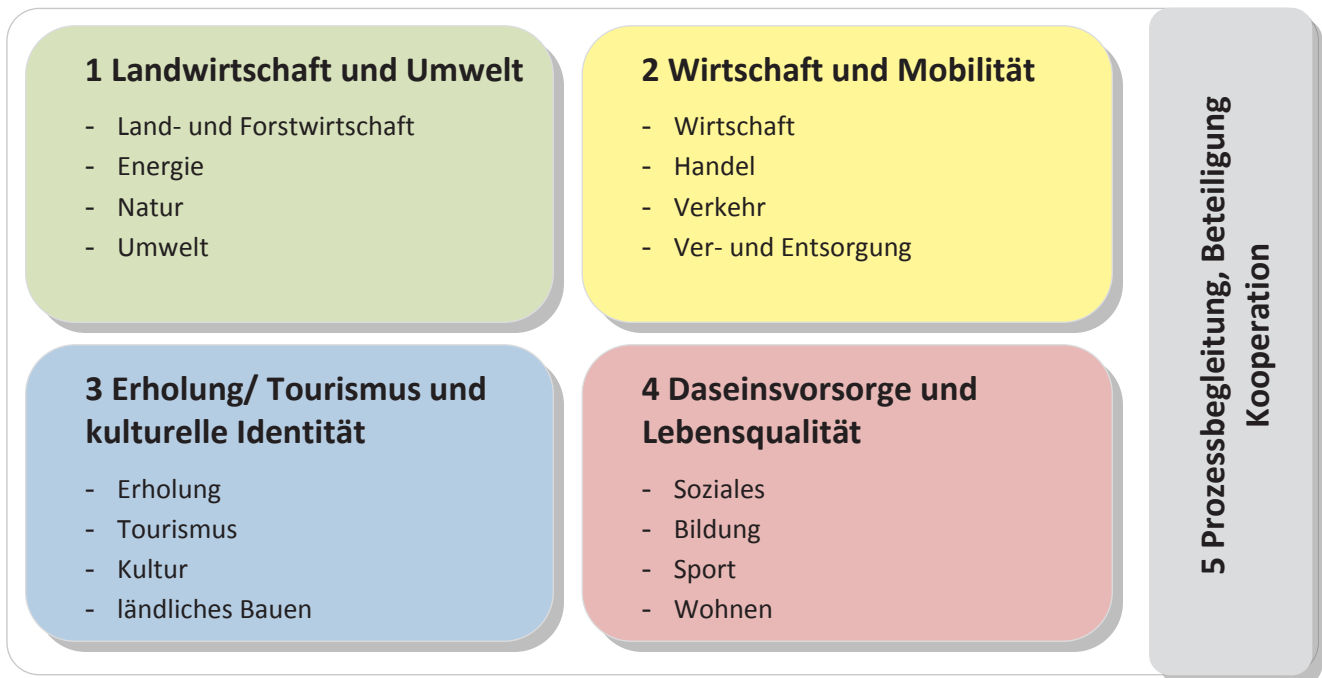 1 Landwirtschaft und Umwelt
- Land- und Forstwirtschaft
- Energie
- Natur
- Umwelt
2 Wirtschaft und Mobilität
- Wirtschaft
- Handel
- Verkehr
- Ver- und Entsorgung
3 Erholung/ Tourismus und
kulturelle Identität
- Erholung
- Tourismus
- Kultur
- ländliches Bauen
4 Daseinsvorsorge und
Lebensqualität
- Soziales
- Bildung
- Sport
- Wohnen
5 Prozessbegleitung, Beteiligung
Kooperation